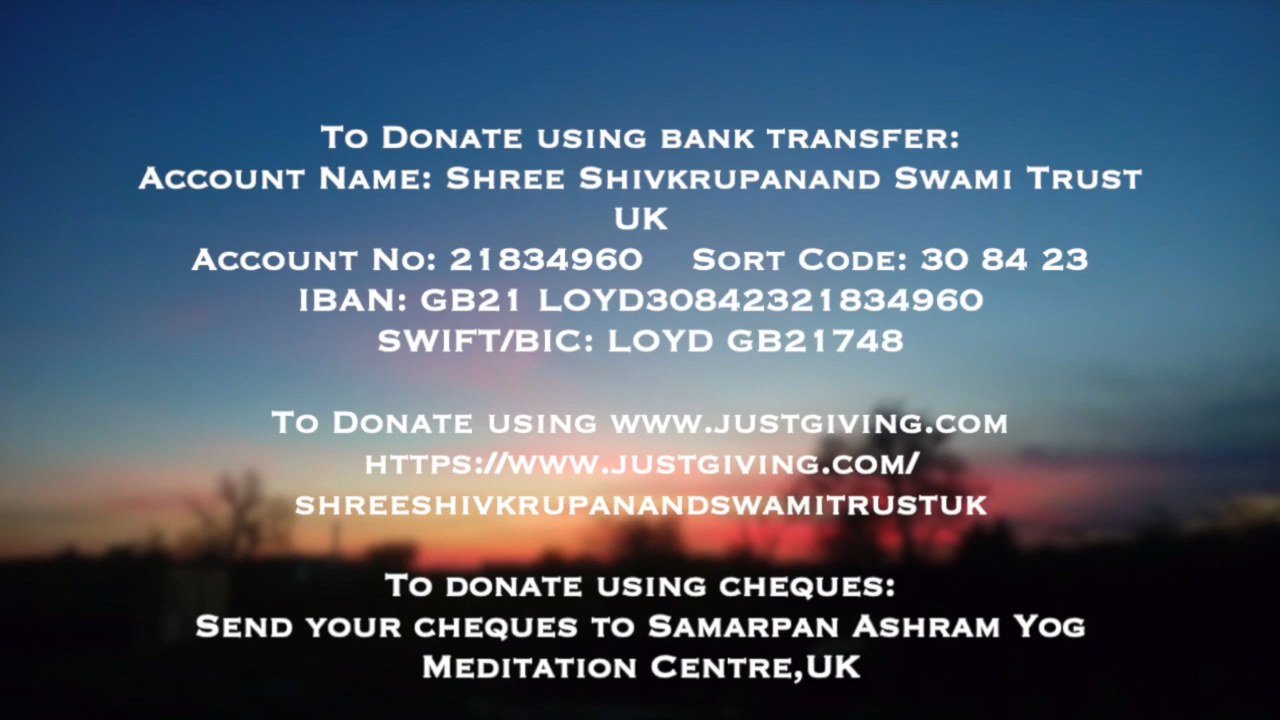 To Donate using bank transfer:
Account Name: Shree Shivkrupanand Swami Trust
UK
Account No: 21834960 Sort Code: 30 84 23
IBAN: GB21 LOYD30842321834960
SWIFT/BIC: LOYD GB21748
To Donate using www.justgiving.com
https://www.justgiving.com/
shreeshivkrupanandswamitrustuk
To donate using cheques:
Send your cheques to Samarpan Ashram Yog
Meditation Centre,UK